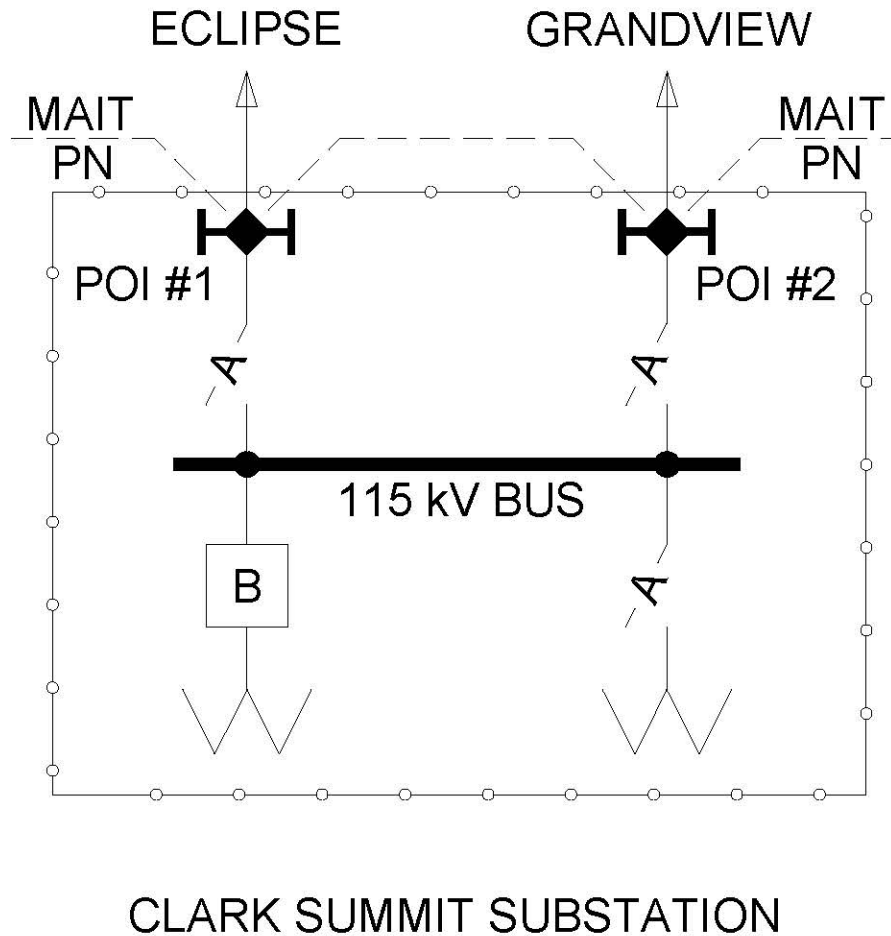 ECLIPSE
GRANDVIEW
MAIT
PN
MAIT
PN
POI #1
POI #2
A
A
115 kV BUS
B
A
CLARK SUMMIT SUBSTATION